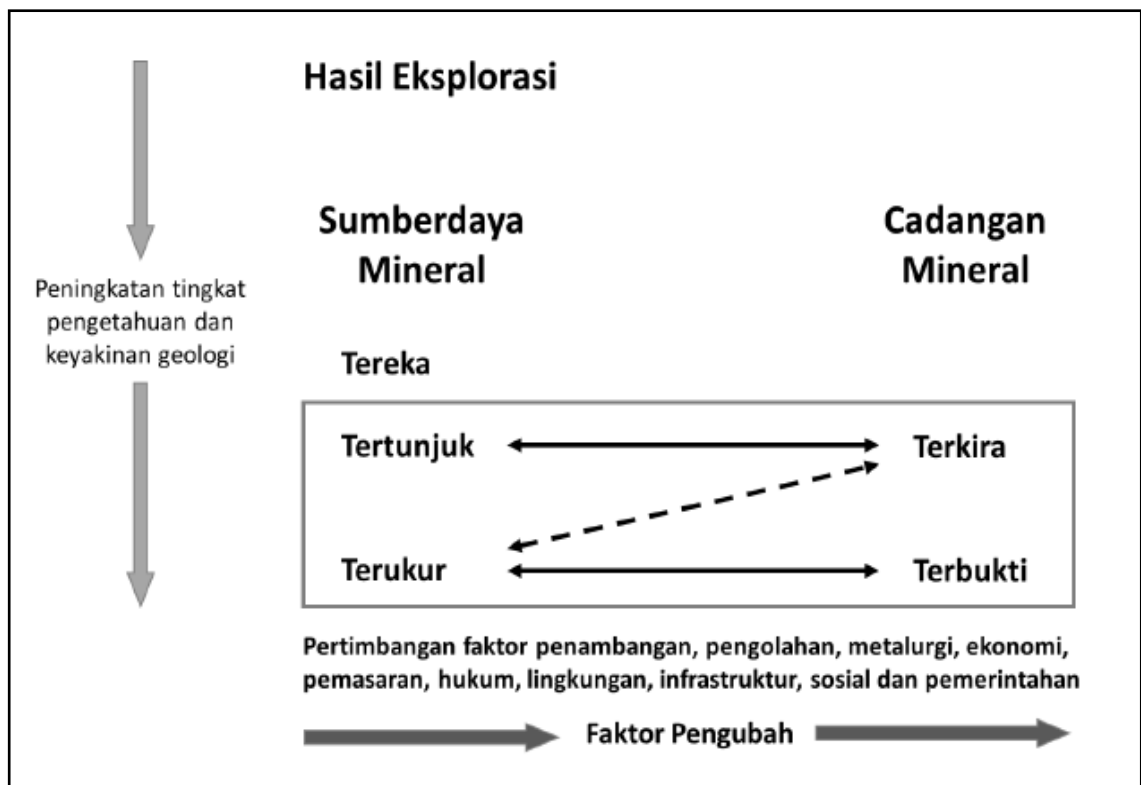 Hasil Eksplorasi
Sumberdaya
Mineral
Cadangan
Mineral
Peningkatan tingkat
pengetahuan dan
keyakinan geologi
Tereka
Tertunjuk
Terkira
Terukur
Terbukti
Pertimbangan faktor penambangan, pengolahan, metalurgi, ekonomi,
pemasaran, hukum, lingkungan, infrastruktur, sosial dan pemerintahan
Faktor Pengubah